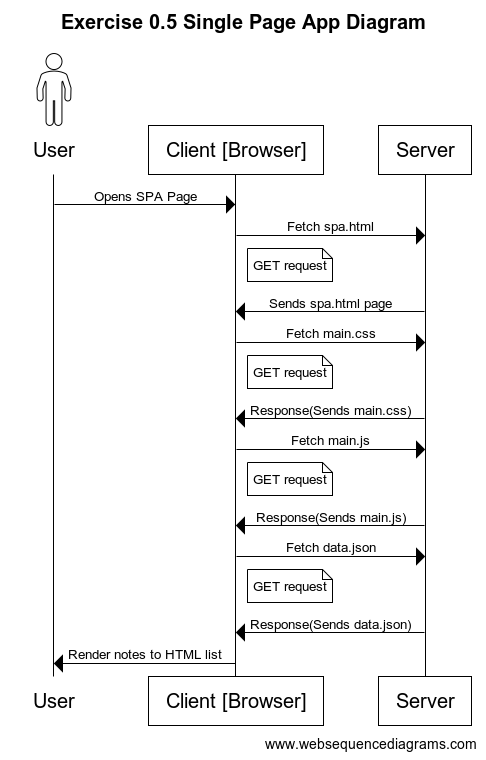 Exercise 0.5 Single Page App Diagram
User
Client [Browser]
Server
Opens SPA Page
Fetch spa.html
GET request
Sends spa.html page
Fetch main.css
GET request
Response(Sends main.css)
Fetch main.js
GET request
Response(Sends main.js)
Fetch data.json
GET request
Response(Sends data.json)
Render notes to HTML list
User
Client [Browser]
Server
www.websequencediagrams.com